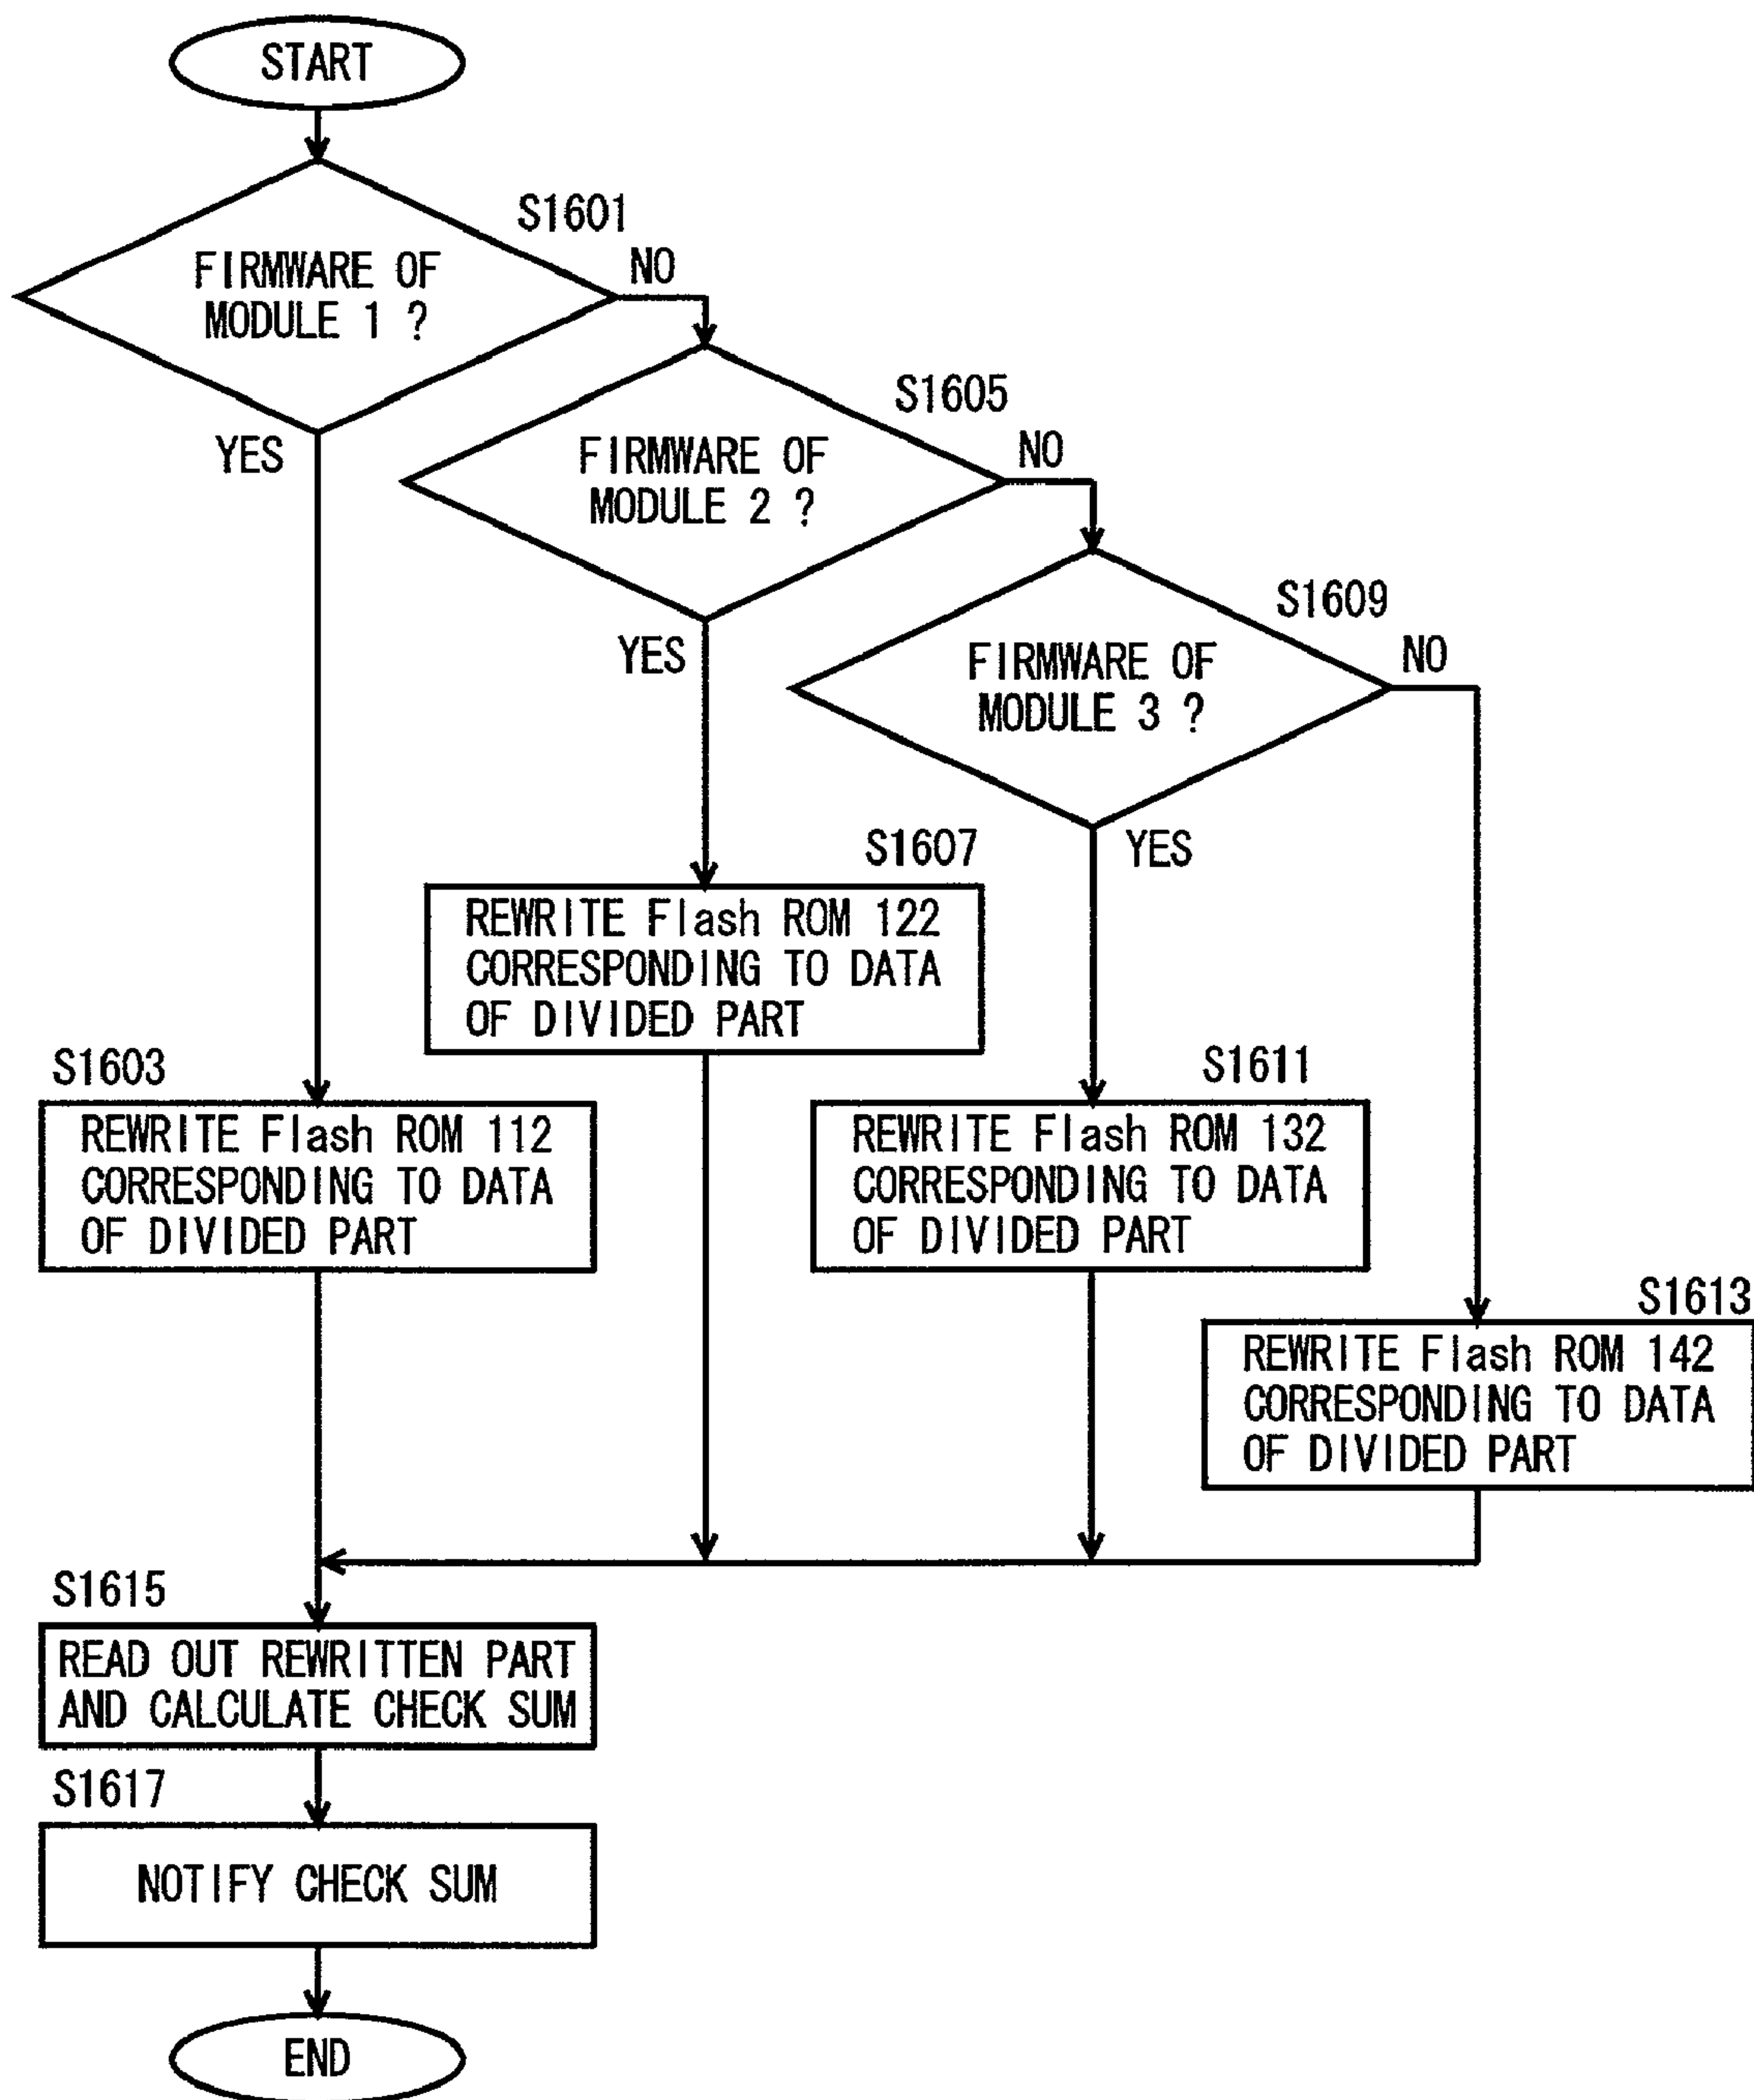 START
S1601
FIRMWARE OF
MODULE 1 ?
NO
YES
S1605
FIRMWARE OF
MODULE 2 ?
NO
YES
S1609
FIRMWARE OF
MODULE 3 ?
NO
YES
S1607
REWRITE Flash ROM 122
CORRESPONDING TO DATA
OF DIVIDED PART
S1603
REWRITE Flash ROM 112
CORRESPONDING TO DATA
OF DIVIDED PART
S1611
REWRITE Flash ROM 132
CORRESPONDING TO DATA
OF DIVIDED PART
S1613
REWRITE Flash ROM 142
CORRESPONDING TO DATA
OF DIVIDED PART
S1615
READ OUT REWRITTEN PART
AND CALCULATE CHECK SUM
S1617
NOTIFY CHECK SUM
END